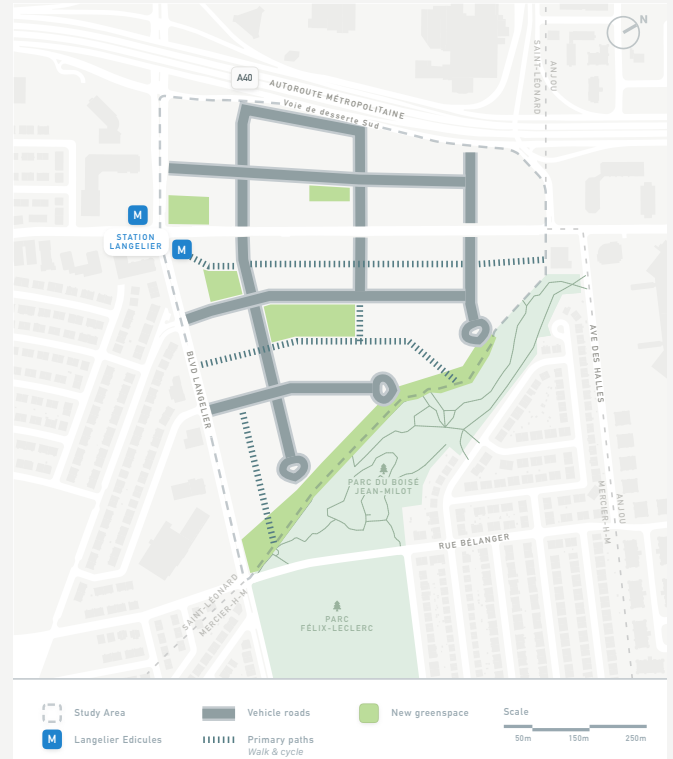 N
A40
AUTOROUTE MÉTROPOLITAINE
Voie de desserte Sud
SAINT-LÉONARD
ANJOU
M
STATION
LANGELIER
M
BLVD LANGELIER
AVE DES HALLES
PARC DU BOISÉ
JEAN-MILOT
MERCIER-H-M
ANJOU
RUE BÉLANGER
SAINT-LÉONARD
MERCIER-H-M
PARC
FÉLIX-LECLERC
Study Area
Vehicle roads
New greenspace
Scale
M
Langelier Edicules
Primary paths
Walk & cycle
50m
150m
250m